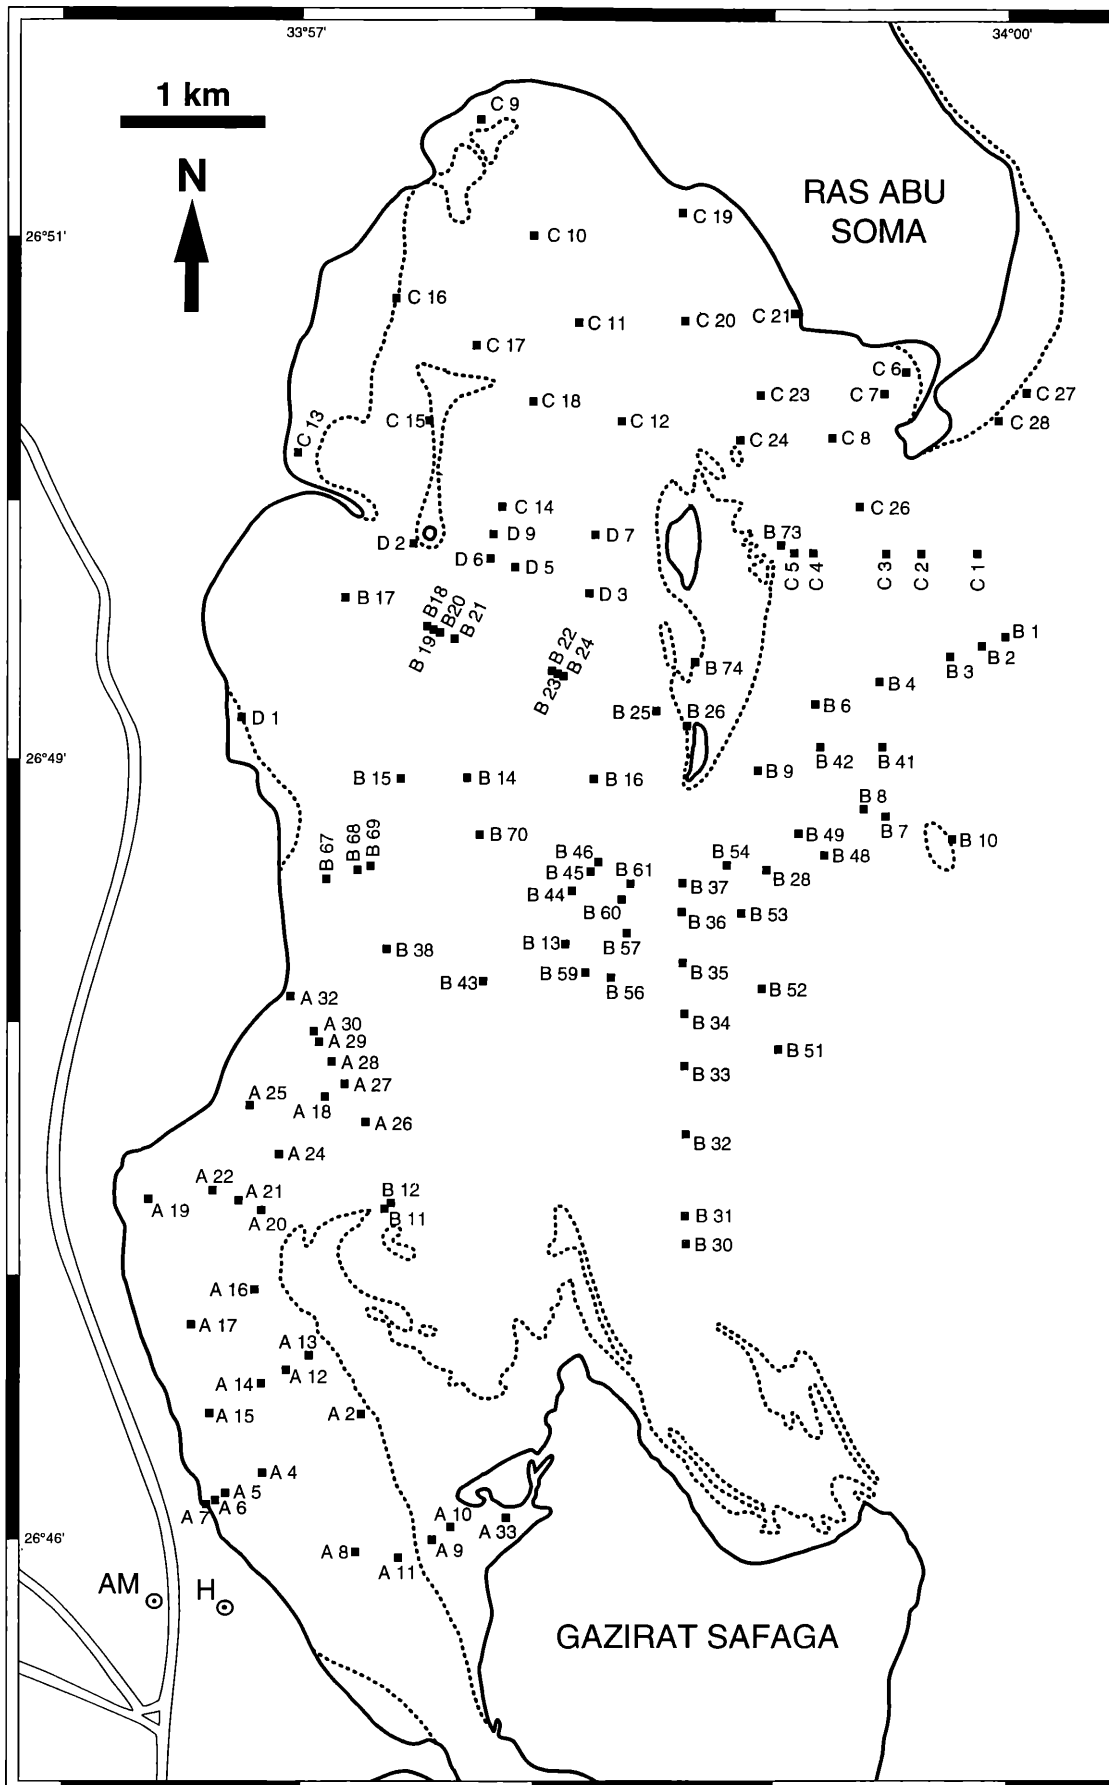 33°57'
34°00'
1 km
C 9
N
RAS ABU
SOMA
C 19
26°51'
C 10
C 16
C 11
C 20
C 21
C 17
C 6
C 7
C 23
C 27
C 18
C 15
C 12
C 28
C 13
C 24
C 8
C 14
C 26
D 9
D 7
D 2
B 73
D 6
D 5
C 5
C 4
C 3
C 2
C 1
B 17
D 3
B18
B20
B 21
B 19
B 1
B 2
B 3
B 22
B 24
B 23
B 74
B 4
B 6
B 25
B 26
D 1
26°49'
B 42
B 41
B 15
B 14
B 16
B 9
B 8
B 7
B 70
B 49
B 10
B 48
B 67
B 68
B 69
B 46
B 45
B 54
B 61
B 28
B 44
B 37
B 60
B 36
B 53
B 13
B 57
B 38
B 35
B 59
B 43
B 56
B 52
A 32
B 34
A 30
A 29
B 51
A 28
B 33
A 27
A 25
A 18
A 26
B 32
A 24
A 22
A 21
B 12
A 19
A 20
B 11
B 31
B 30
A 16
A 17
A 13
A 12
A 14
A 15
A 2
A 4
A 5
A 6
A 7
A 10
A 33
26°46'
A 9
A 8
A 11
AM
H
GAZIRAT SAFAGA